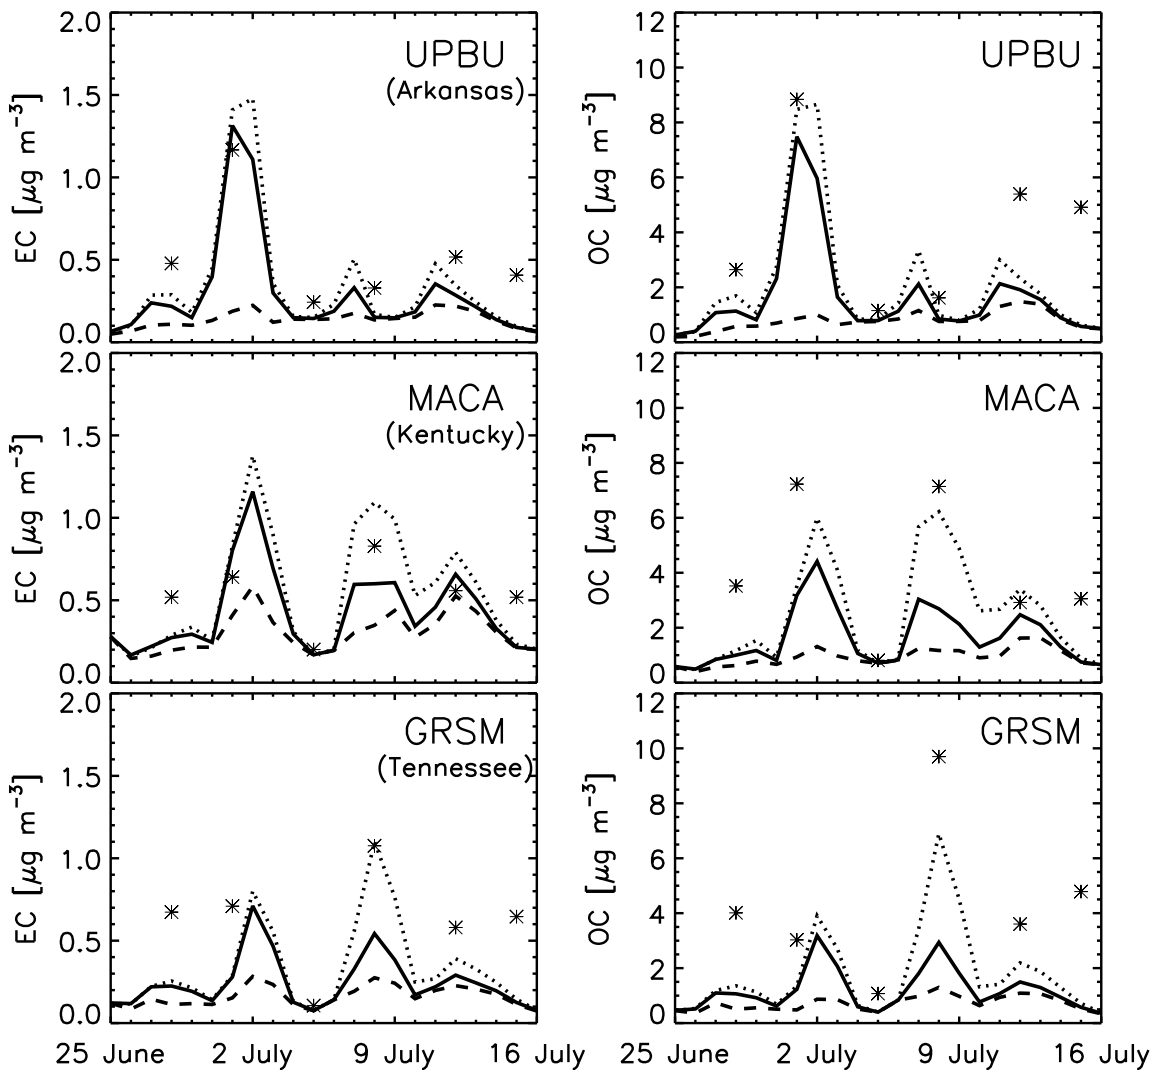 2.0
1.5
1.0
0.5
0.0
EC [μg m⁻³]
UPBU
(Arkansas)
12
10
8
6
4
2
0
OC [μg m⁻³]
UPBU
2.0
1.5
1.0
0.5
0.0
EC [μg m⁻³]
MACA
(Kentucky)
12
10
8
6
4
2
0
OC [μg m⁻³]
MACA
2.0
1.5
1.0
0.5
0.0
EC [μg m⁻³]
GRSM
(Tennessee)
25 June 2 July 9 July 16 July
12
10
8
6
4
2
0
OC [μg m⁻³]
GRSM
25 June 2 July 9 July 16 July